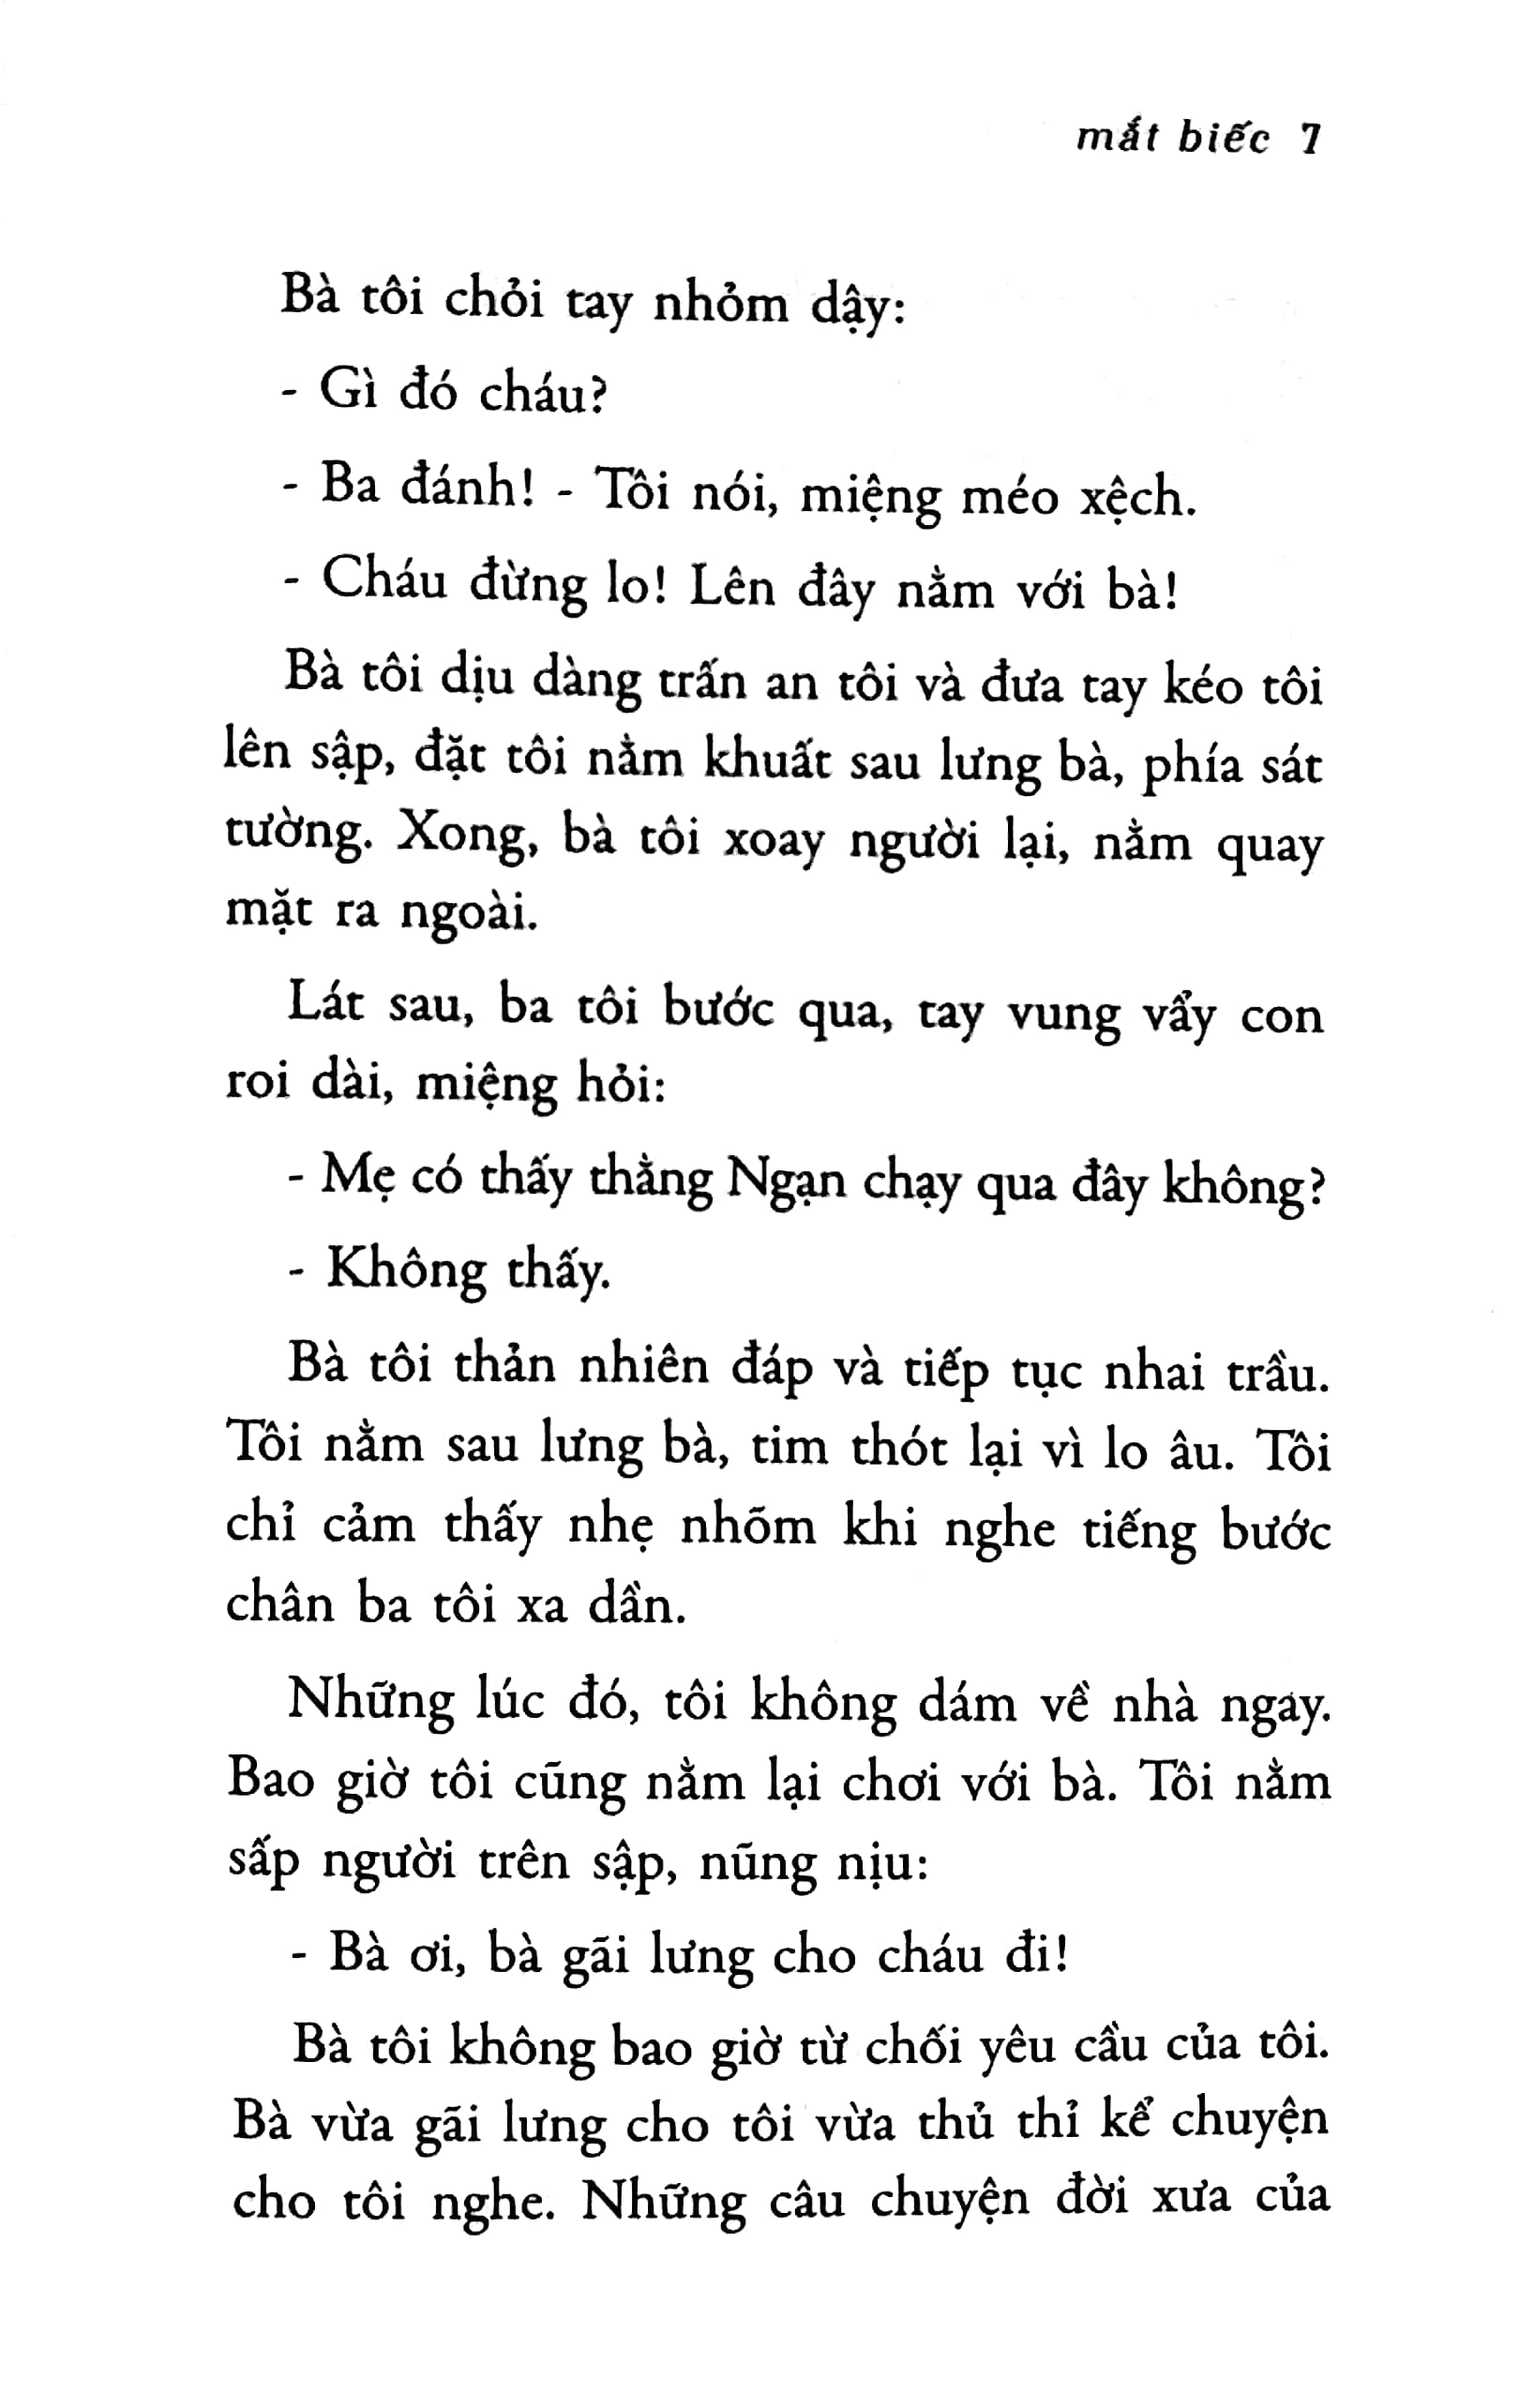 mắt biếc 7
Bà tôi chỏi tay nhỏm dậy:
- Gì đó cháu?
- Ba đánh! - Tôi nói, miệng méo xệch.
- Cháu đừng lo! Lên đây nằm với bà!
Bà tôi dịu dàng trấn an tôi và đưa tay kéo tôi
lên sập, đặt tôi nằm khuất sau lưng bà, phía sát
tường. Xong, bà tôi xoay người lại, nằm quay
mặt ra ngoài.
Lát sau, ba tôi bước qua, tay vung vẩy con
roi dài, miệng hỏi:
- Mẹ có thấy thằng Ngạn chạy qua đây không?
- Không thấy.
Bà tôi thản nhiên đáp và tiếp tục nhai trầu.
Tôi nằm sau lưng bà, tim thót lại vì lo âu. Tôi
chỉ cảm thấy nhẹ nhõm khi nghe tiếng bước
chân ba tôi xa dần.
Những lúc đó, tôi không dám về nhà ngay.
Bao giờ tôi cũng nằm lại chơi với bà. Tôi nằm
sấp người trên sập, nũng nịu:
- Bà ơi, bà gãi lưng cho cháu đi!
Bà tôi không bao giờ từ chối yêu cầu của tôi.
Bà vừa gãi lưng cho tôi vừa thủ thỉ kể chuyện
cho tôi nghe. Những câu chuyện đời xưa của